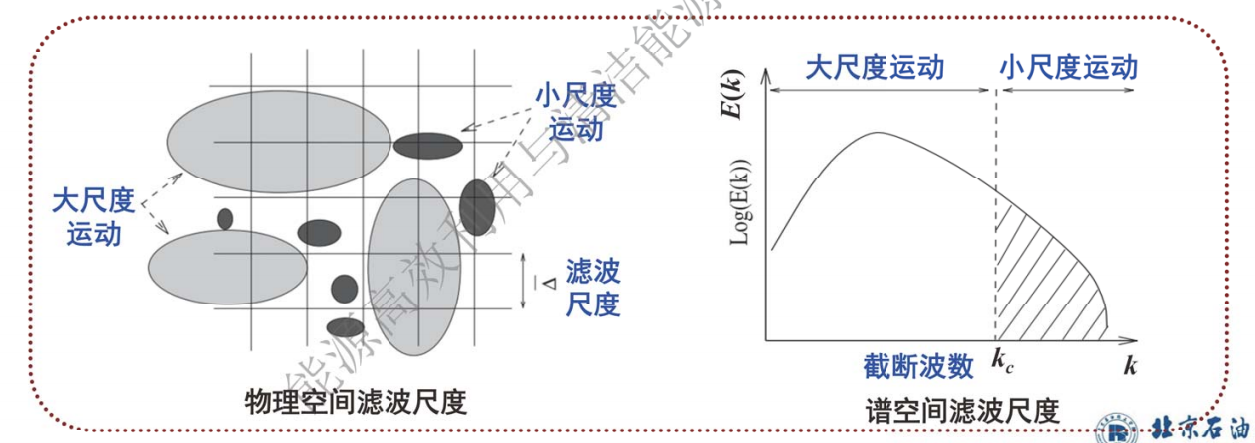 大尺度运动
小尺度运动
小尺度
运动
大尺度
运动
滤波
尺度
Δ̄
E(k)
Log(E(k))
截断波数
k_c
k
物理空间滤波尺度
谱空间滤波尺度
能源高效利用与清洁能源
北京石油